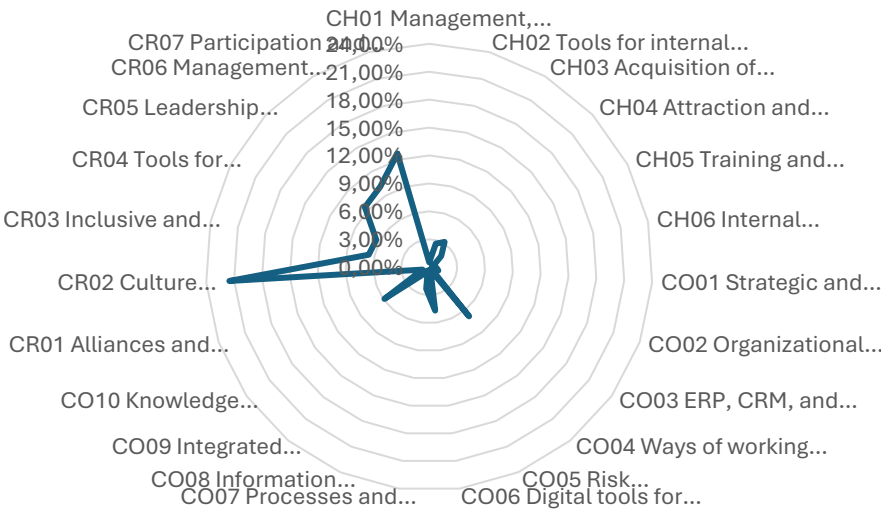 CH01 Management,...
CH02 Tools for internal...
CH03 Acquisition of...
CH04 Attraction and...
CH05 Training and...
CH06 Internal...
CO01 Strategic and...
CO02 Organizational...
CO03 ERP, CRM, and...
CO04 Ways of working...
CO05 Risk...
CO06 Digital tools for...
CO07 Processes and...
CO08 Information...
CO09 Integrated...
CO10 Knowledge...
CR01 Alliances and...
CR02 Culture...
CR03 Inclusive and...
CR04 Tools for...
CR05 Leadership...
CR06 Management...
CR07 Participation and...
24,00%
21,00%
18,00%
15,00%
12,00%
9,00%
6,00%
3,00%
0,00%